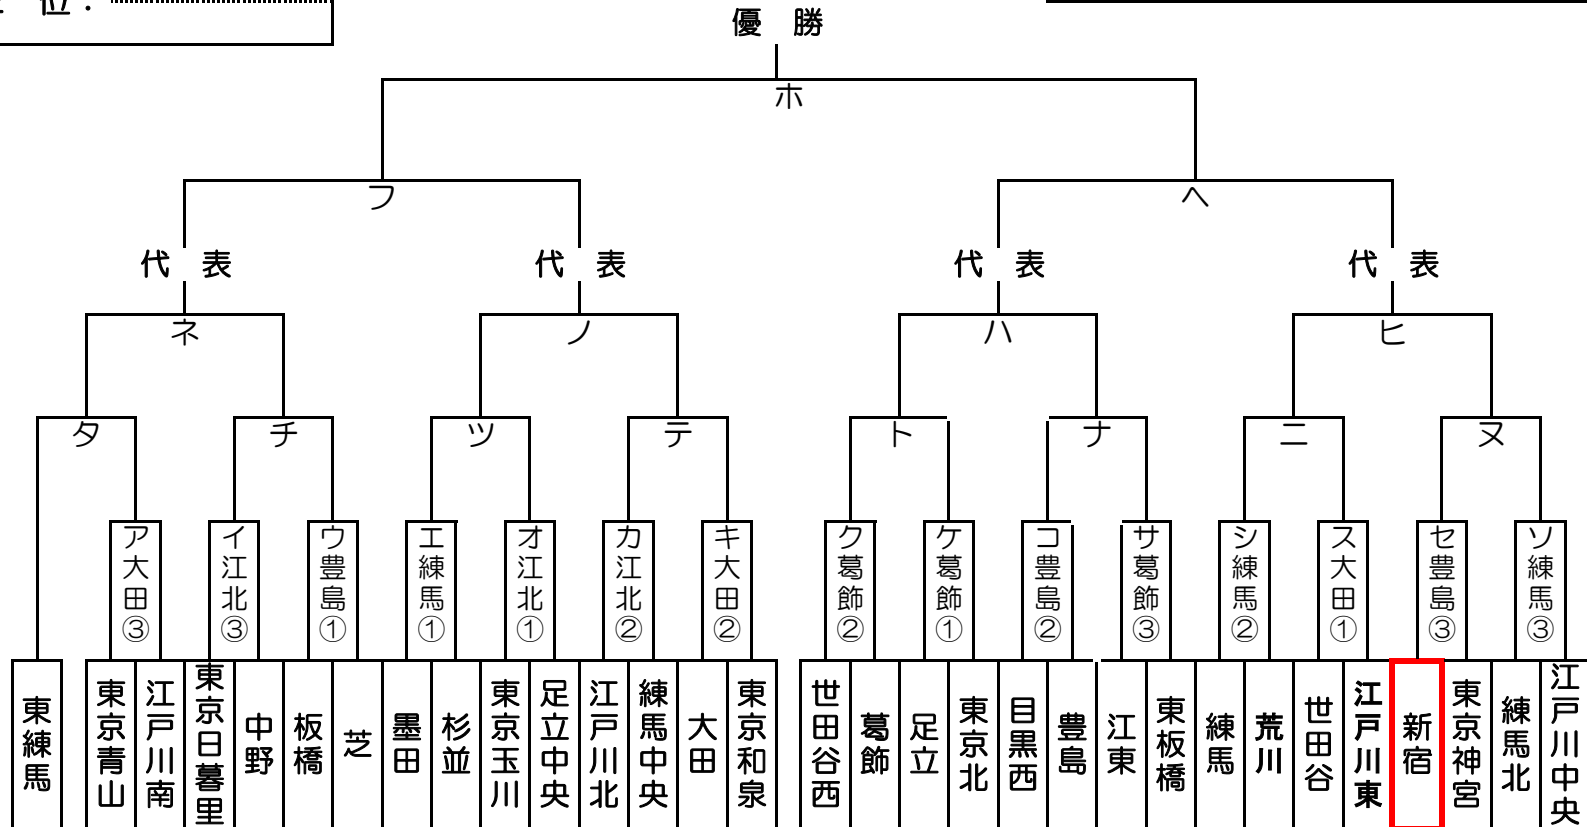 位：
優　勝
ホ
フ
ヘ
代　表
代　表
代　表
代　表
ネ
ノ
ハ
ヒ
タ
チ
ツ
テ
ト
ナ
ニ
ヌ
ア大田③
イ江北③
ウ豊島①
エ練馬①
オ江北①
カ江北②
キ大田②
ク葛飾②
ケ葛飾①
コ豊島②
サ葛飾③
シ練馬②
ス大田①
セ豊島③
ソ練馬③
東練馬
東京青山
江戸川南
東京日暮里
中野
板橋
芝
墨田
杉並
東京玉川
足立中央
江戸川北
練馬中央
大田
東京和泉
世田谷西
葛飾
足立
東京北
目黒西
豊島
江東
東板橋
練馬
荒川
世田谷
江戸川東
新宿
東京神宮
練馬北
江戸川中央